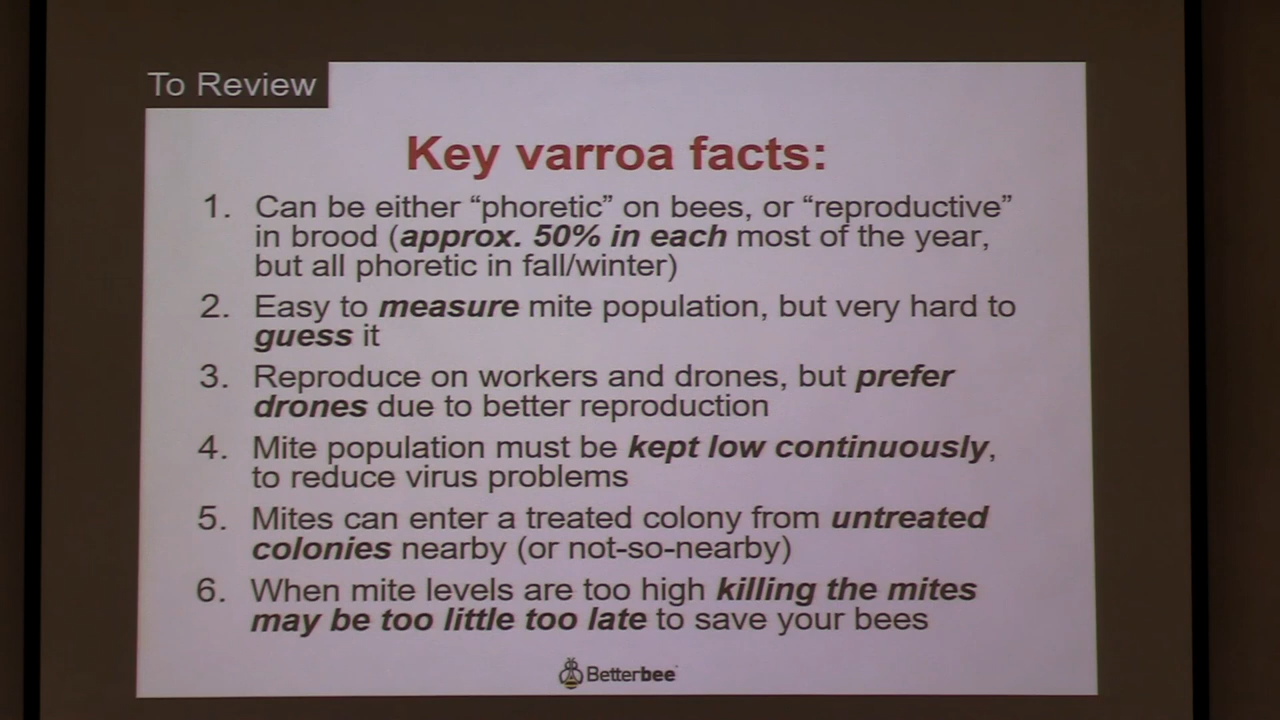 To Review
Key varroa facts:
1. Can be either “phoretic” on bees, or “reproductive”
in brood (approx. 50% in each most of the year,
but all phoretic in fall/winter)
2. Easy to measure mite population, but very hard to
guess it
3. Reproduce on workers and drones, but prefer
drones due to better reproduction
4. Mite population must be kept low continuously,
to reduce virus problems
5. Mites can enter a treated colony from untreated
colonies nearby (or not-so-nearby)
6. When mite levels are too high killing the mites
may be too little too late to save your bees
Betterbee